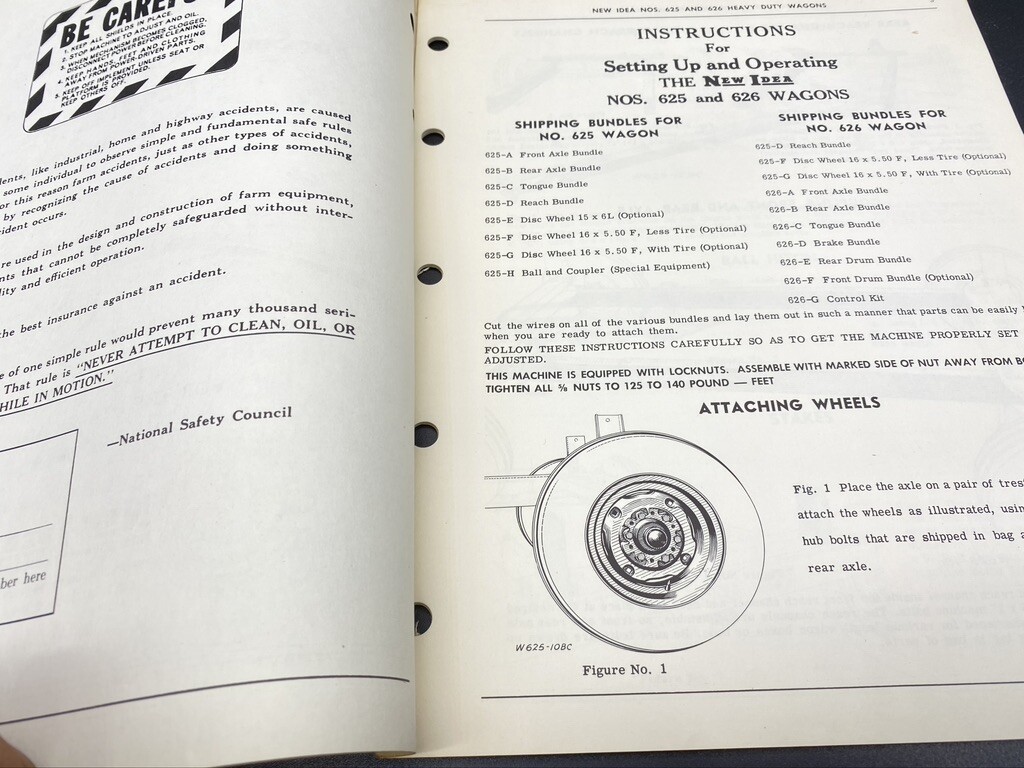 BE CAREFU
1. KEEP ALL SHIELDS IN PLACE.
2. STOP MACHINE TO ADJUST AND OIL.
3. WHEN MECHANISM BECOMES CLOGGED,
DISCONNECT POWER BEFORE CLEANING.
4. KEEP HANDS, FEET AND CLOTHING
AWAY FROM POWER-DRIVEN PARTS.
5. KEEP OFF IMPLEMENT UNLESS SEAT OR
PLATFORM IS PROVIDED.
KEEP OTHERS OFF.
dents, like industrial, home and highway accidents, are caused
some individual to observe simple and fundamental safe rules
or this reason farm accidents, just as other types of accidents,
by recognizing the cause of accidents and doing something
ident occurs.
re used in the design and construction of farm equipment,
nts that cannot be completely safeguarded without inter-
lity and efficient operation.
the best insurance against an accident.
e of one simple rule would prevent many thousand seri-
That rule is "NEVER ATTEMPT TO CLEAN, OIL, OR
HILE IN MOTION."
—National Safety Council
ber here
NEW IDEA NOS. 625 AND 626 HEAVY DUTY WAGONS
INSTRUCTIONS
For
Setting Up and Operating
THE NEW IDEA
NOS. 625 and 626 WAGONS
SHIPPING BUNDLES FOR
NO. 625 WAGON
625-A Front Axle Bundle
625-B Rear Axle Bundle
625-C Tongue Bundle
625-D Reach Bundle
625-E Disc Wheel 15 x 6L (Optional)
625-F Disc Wheel 16 x 5.50 F, Less Tire (Optional)
625-G Disc Wheel 16 x 5.50 F, With Tire (Optional)
625-H Ball and Coupler (Special Equipment)
SHIPPING BUNDLES FOR
NO. 626 WAGON
625-D Reach Bundle
625-F Disc Wheel 16 x 5.50 F, Less Tire (Optional)
625-G Disc Wheel 16 x 5.50 F, With Tire (Optional)
626-A Front Axle Bundle
626-B Rear Axle Bundle
626-C Tongue Bundle
626-D Brake Bundle
626-E Rear Drum Bundle
626-F Front Drum Bundle (Optional)
626-G Control Kit
Cut the wires on all of the various bundles and lay them out in such a manner that parts can be easily
when you are ready to attach them.
FOLLOW THESE INSTRUCTIONS CAREFULLY SO AS TO GET THE MACHINE PROPERLY SET
ADJUSTED.
THIS MACHINE IS EQUIPPED WITH LOCKNUTS. ASSEMBLE WITH MARKED SIDE OF NUT AWAY FROM BO
TIGHTEN ALL ⅝ NUTS TO 125 TO 140 POUND — FEET
ATTACHING WHEELS
Fig. 1 Place the axle on a pair of tres
attach the wheels as illustrated, usin
hub bolts that are shipped in bag a
rear axle.
W625-108C
Figure No. 1